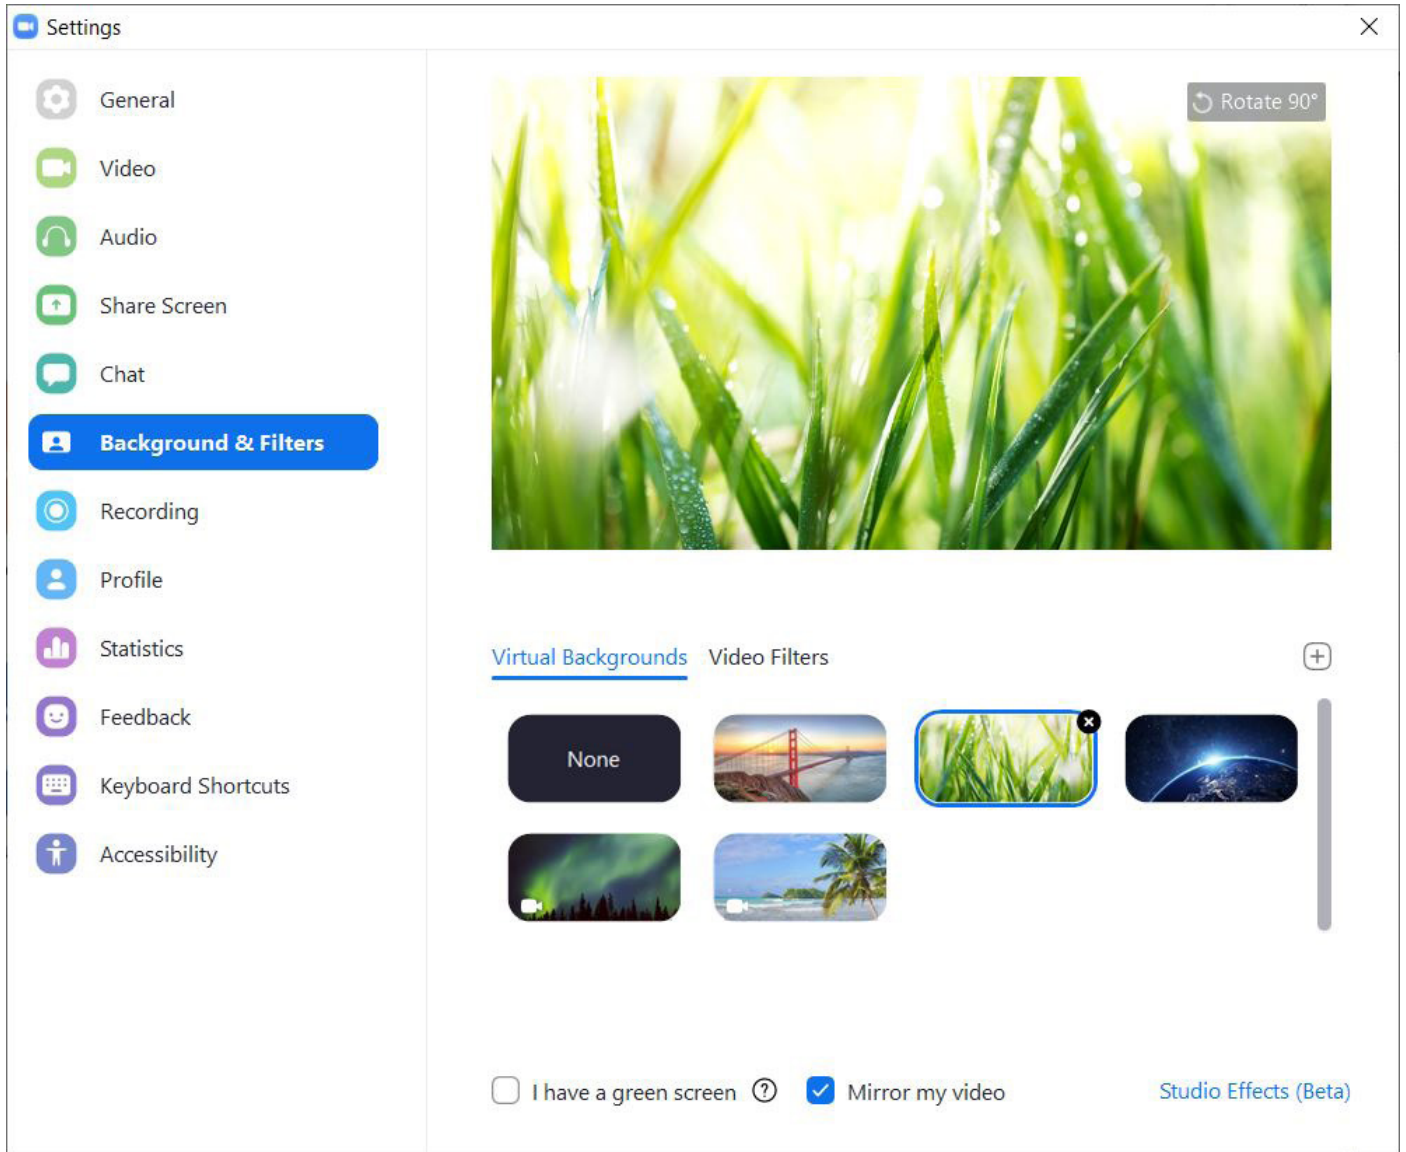 Settings
General
Video
Audio
Share Screen
Chat
Background & Filters
Recording
Profile
Statistics
Feedback
Keyboard Shortcuts
Accessibility
Rotate 90°
Virtual Backgrounds
Video Filters
None
I have a green screen
Mirror my video
Studio Effects (Beta)